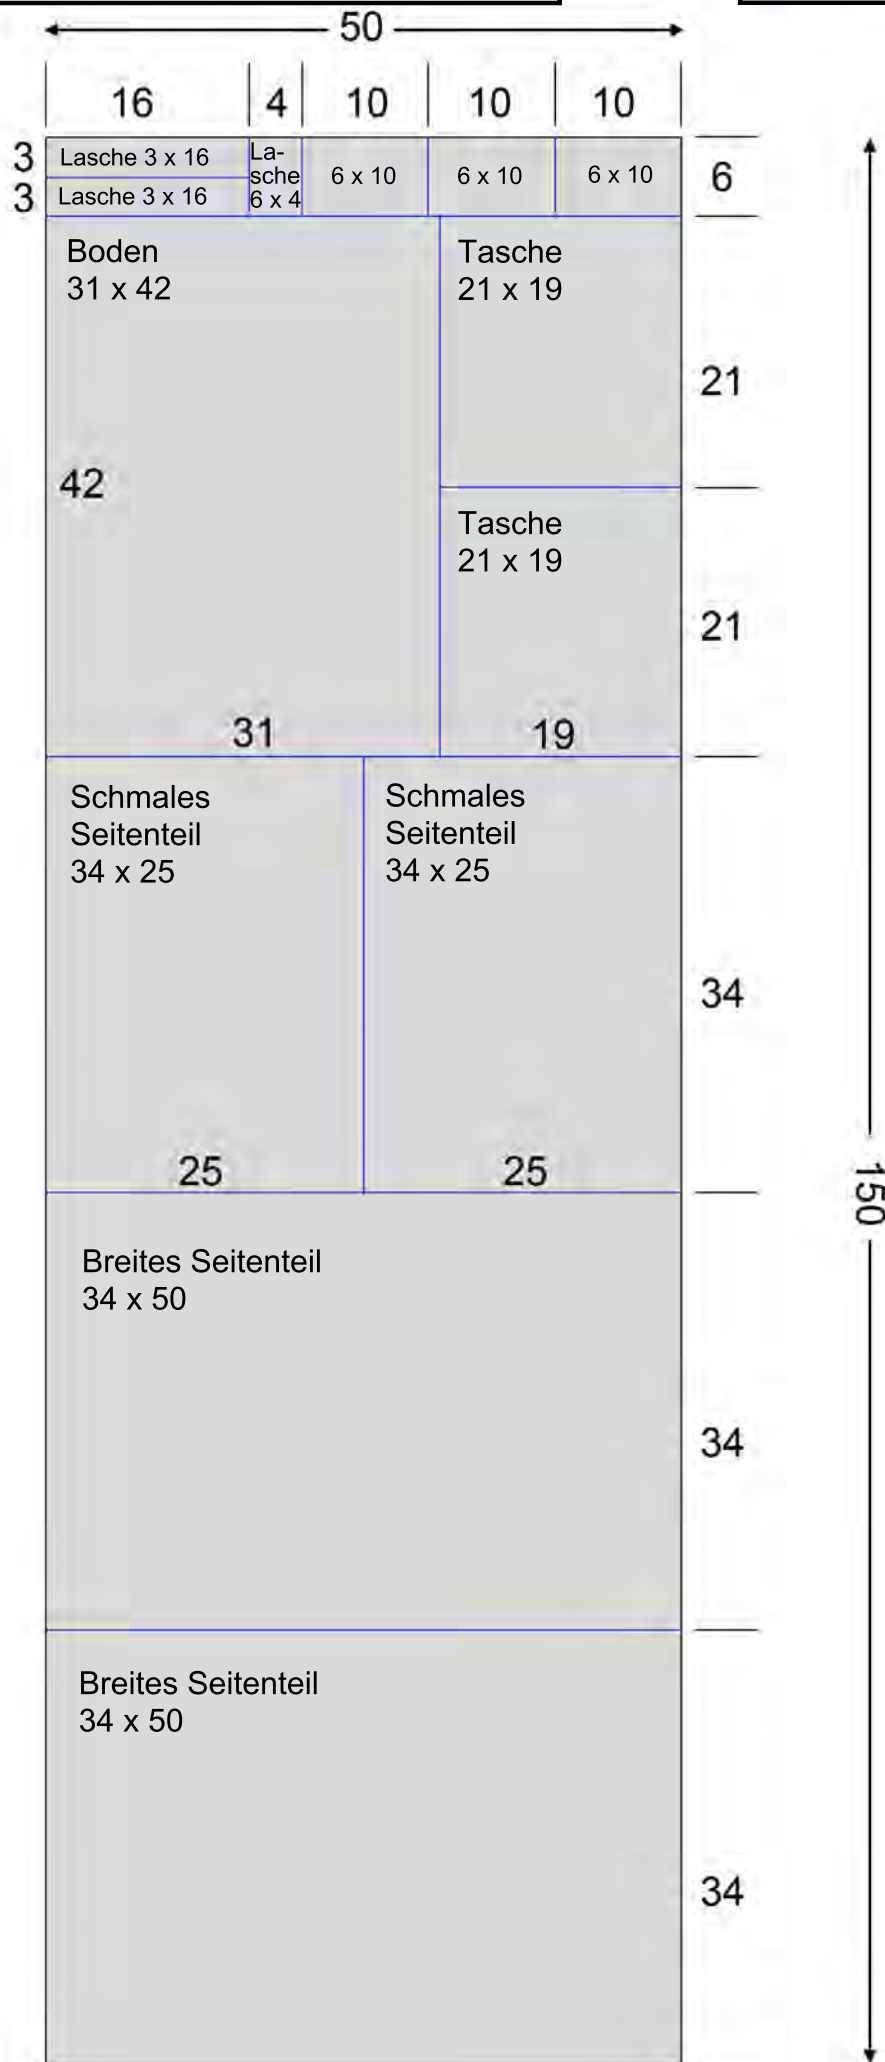 50
16 4 10 10 10
3 Lasche 3 x 16
3 Lasche 3 x 16
La-
sche
6 x 4
6 x 10
6 x 10
6 x 10
6
Boden
31 x 42
Tasche
21 x 19
21
42
Tasche
21 x 19
21
31
19
Schmales
Seitenteil
34 x 25
Schmales
Seitenteil
34 x 25
34
25
25
150
Breites Seitenteil
34 x 50
34
Breites Seitenteil
34 x 50
34